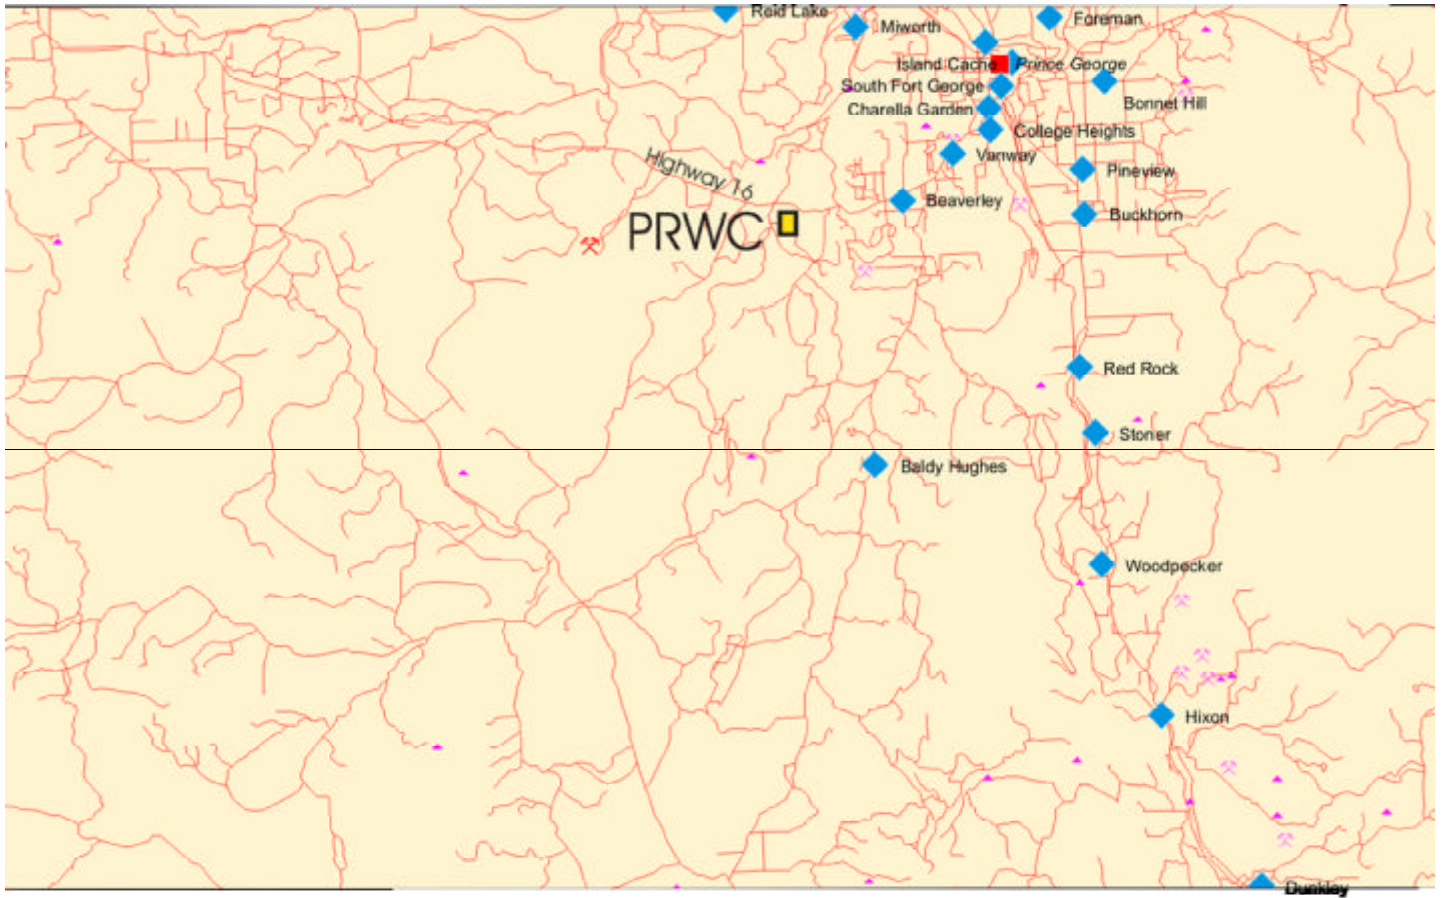 Reid Lake
Foreman
Miworth
Island Cache
Prince George
South Fort George
Bonnet Hill
Charella Garden
College Heights
Vanway
Highway 16
Pineview
Beaverley
Buckhorn
PRWC
Red Rock
Stoner
Baldy Hughes
Woodpecker
Hixon
Dunkley